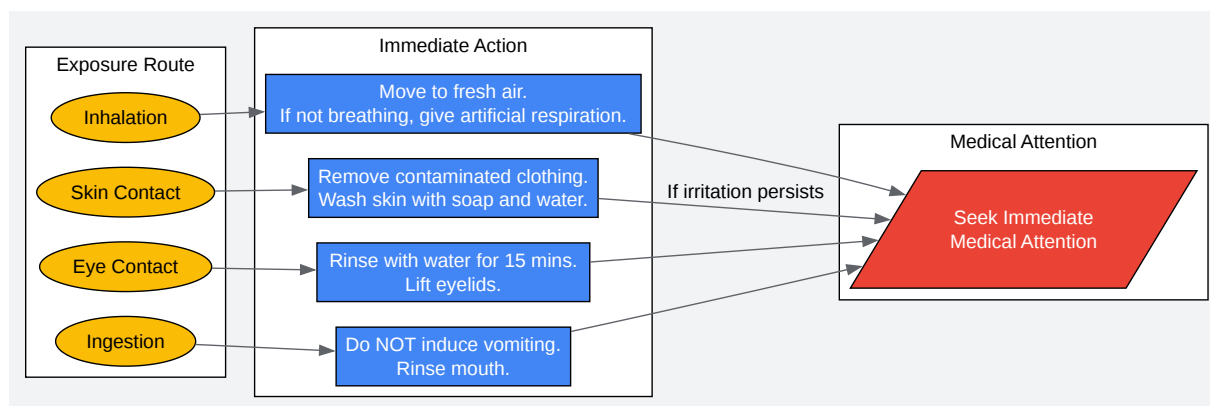 Exposure Route
Inhalation
Skin Contact
Eye Contact
Ingestion
Immediate Action
Move to fresh air.
If not breathing, give artificial respiration.
Remove contaminated clothing.
Wash skin with soap and water.
Rinse with water for 15 mins.
Lift eyelids.
Do NOT induce vomiting.
Rinse mouth.
If irritation persists
Medical Attention
Seek Immediate
Medical Attention